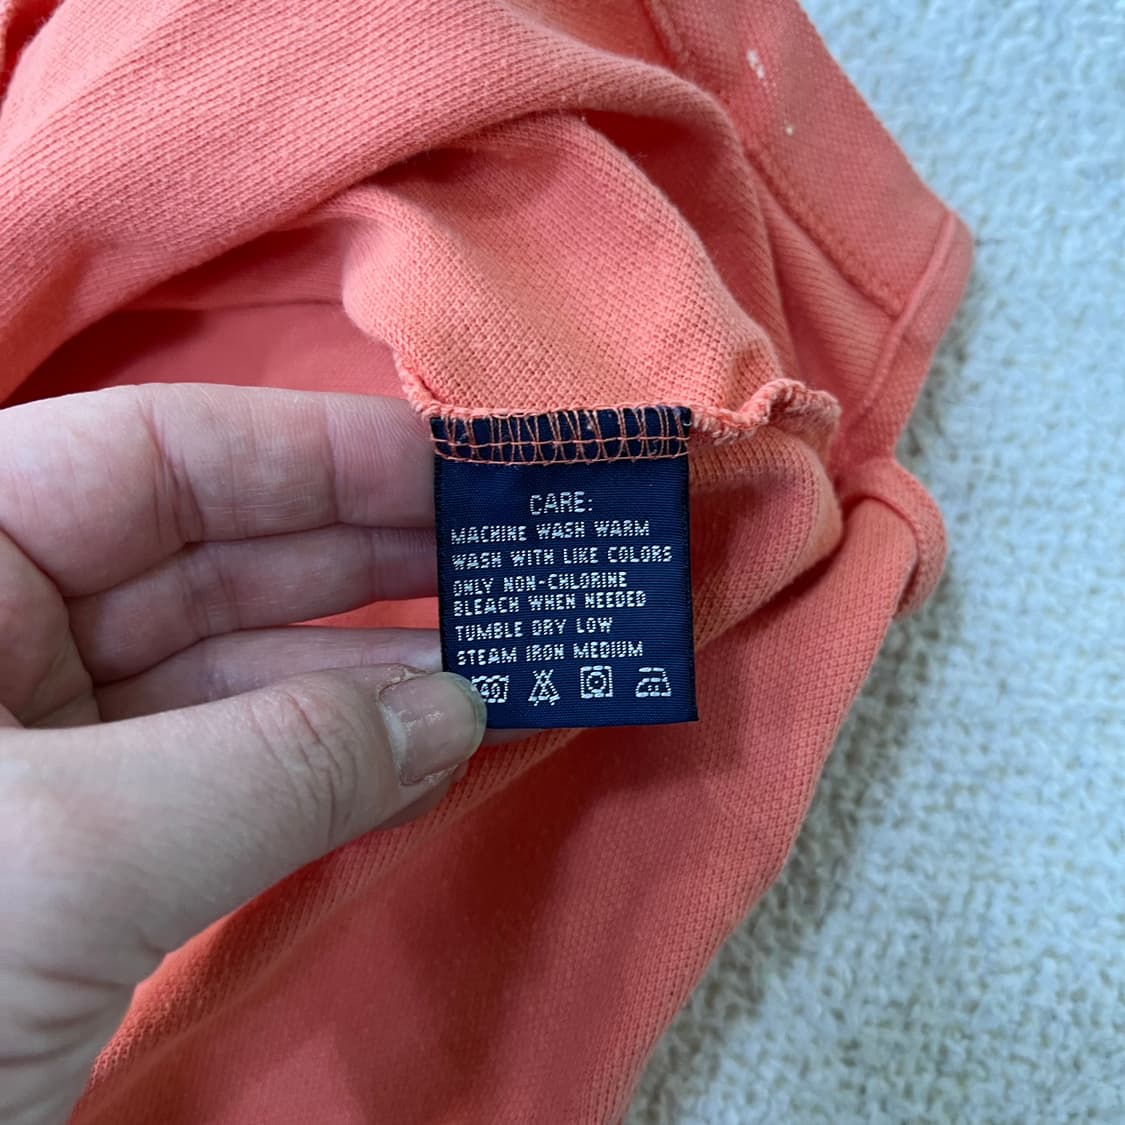 CARE:
MACHINE WASH WARM
WASH WITH LIKE COLORS
ONLY NON-CHLORINE
BLEACH WHEN NEEDED
TUMBLE DRY LOW
STEAM IRON MEDIUM
40